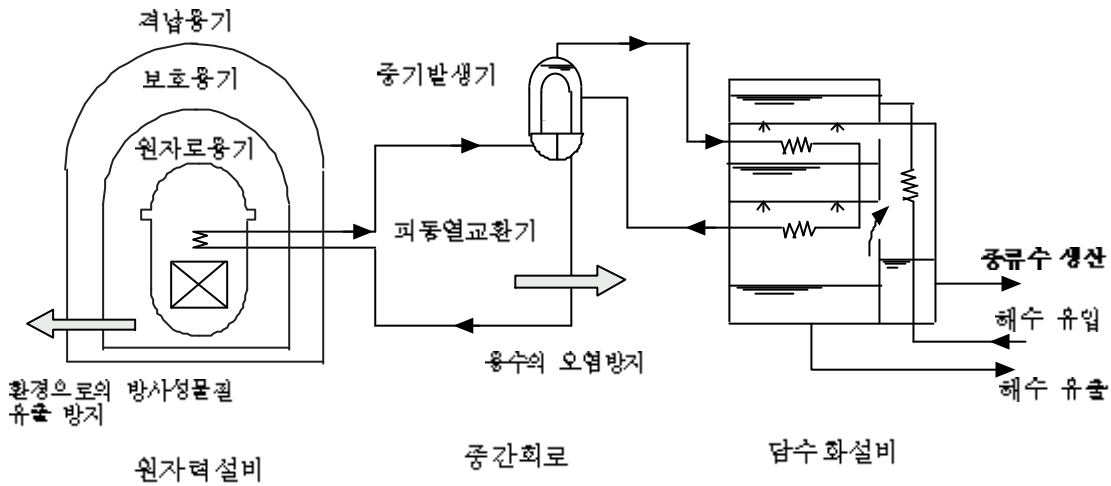 격납용기
보호용기
원자로용기
증기발생기
피동열교환기
증류수 생산
해수 유입
해수 유출
용수의 오염방지
환경으로의 방사성물질
유출 방지
원자력설비
중간회로
담수화설비